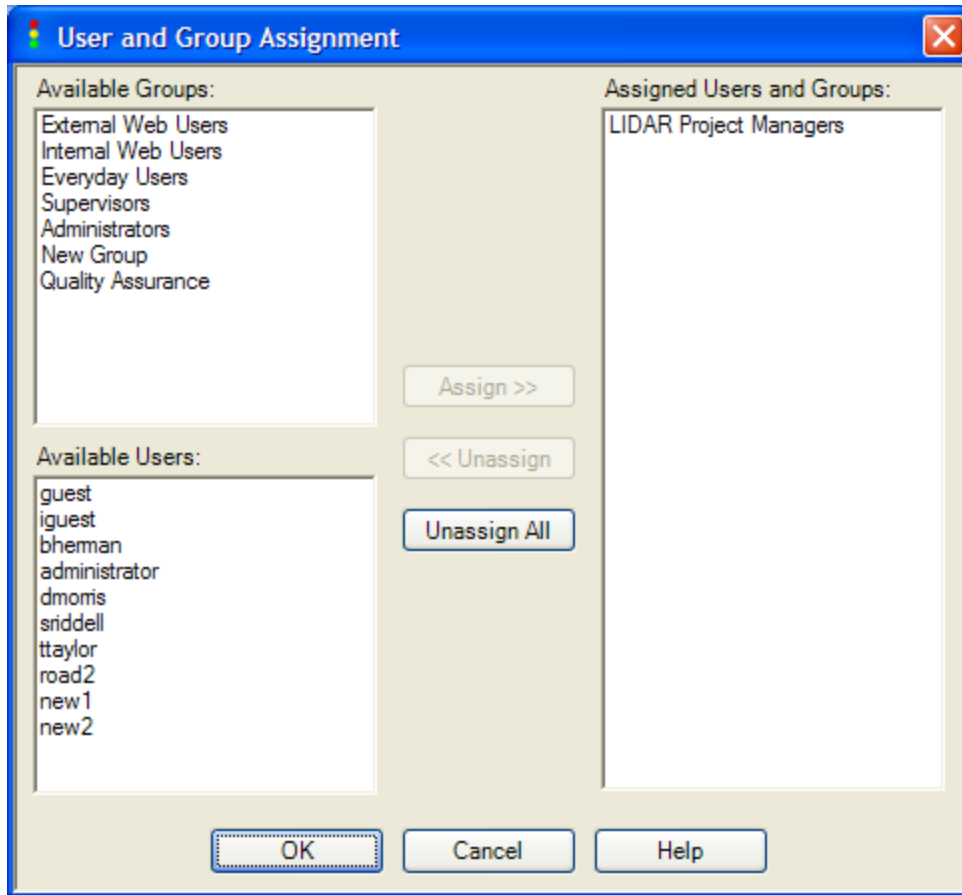 User and Group Assignment
Available Groups:
External Web Users
Internal Web Users
Everyday Users
Supervisors
Administrators
New Group
Quality Assurance
Available Users:
guest
iguest
bherman
administrator
dmorris
sriddell
ttaylor
road2
new1
new2
Assign >>
<< Unassign
Unassign All
Assigned Users and Groups:
LIDAR Project Managers
OK
Cancel
Help